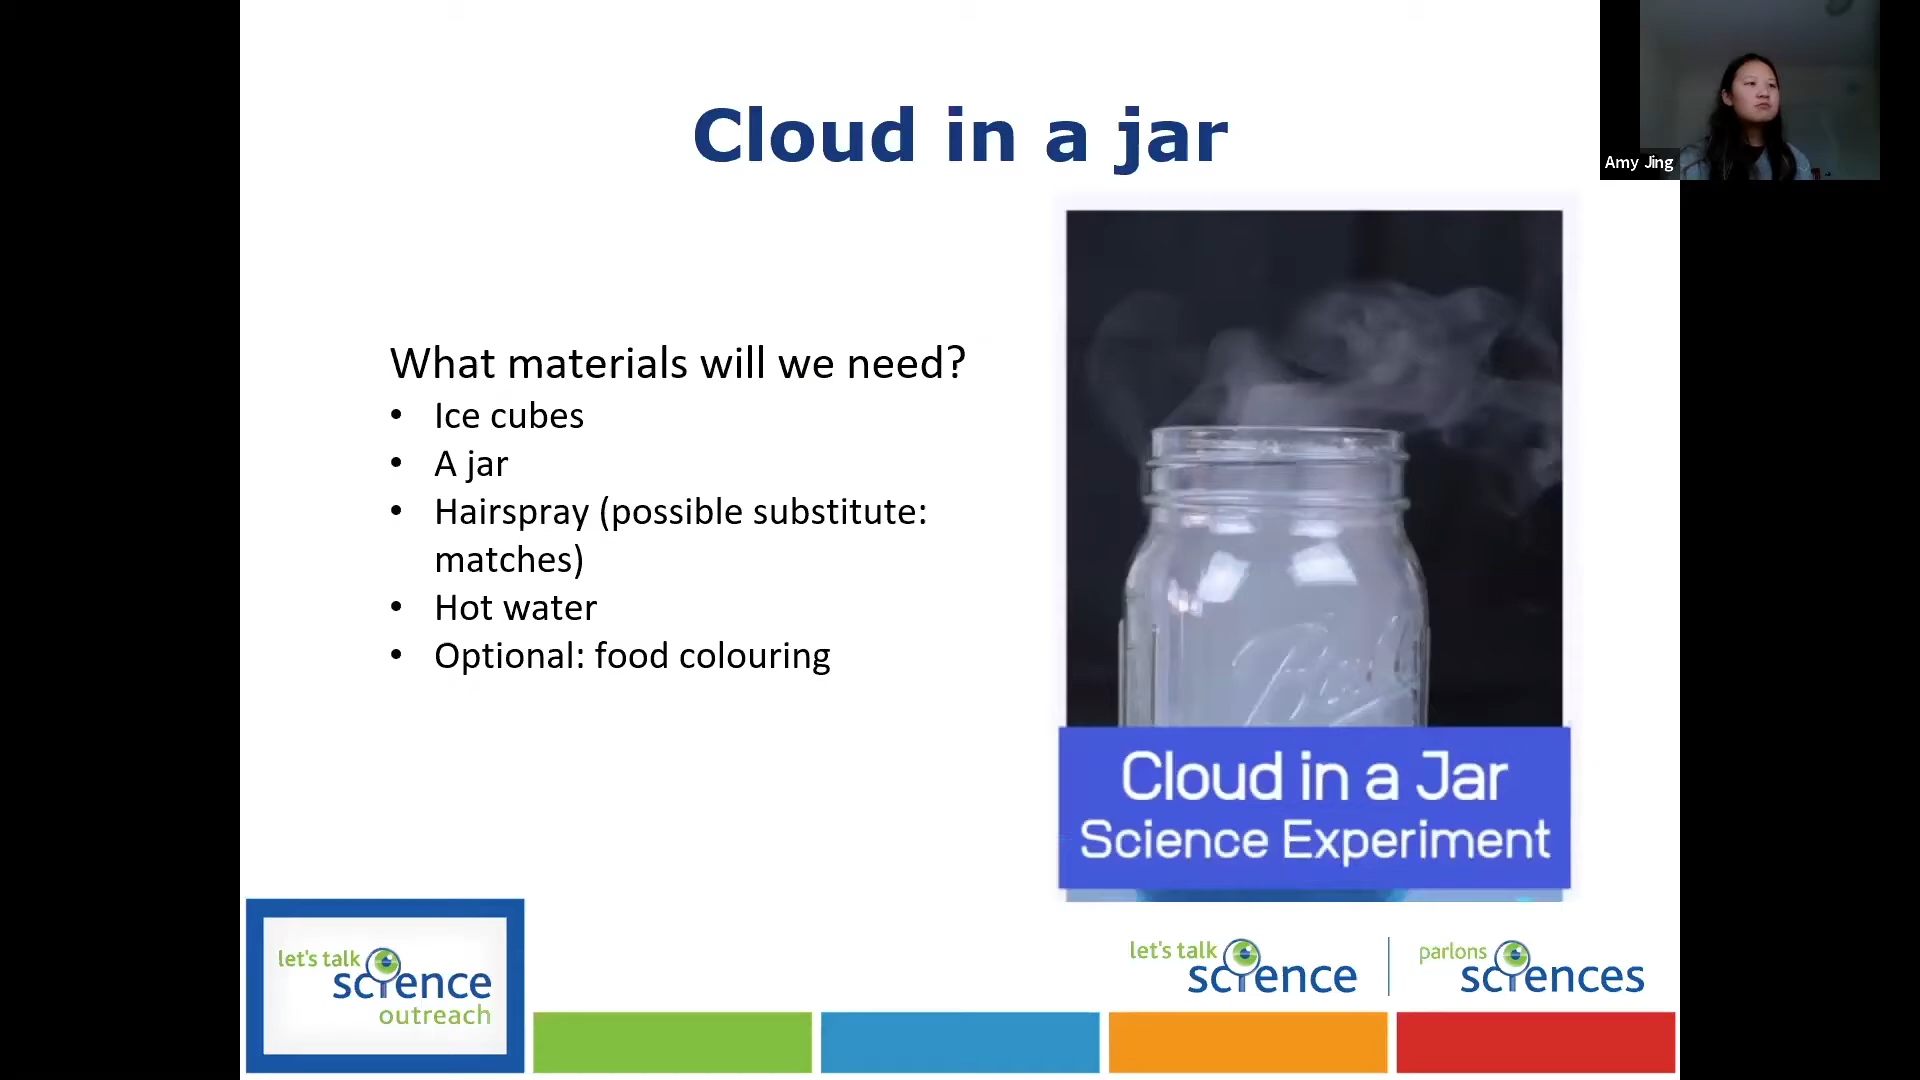 Cloud in a jar
Amy Jing
What materials will we need?
• Ice cubes
• A jar
• Hairspray (possible substitute:
matches)
• Hot water
• Optional: food colouring
Ball
Cloud in a Jar
Science Experiment
let's talk
science
outreach
let's talk
science
parlons
sciences